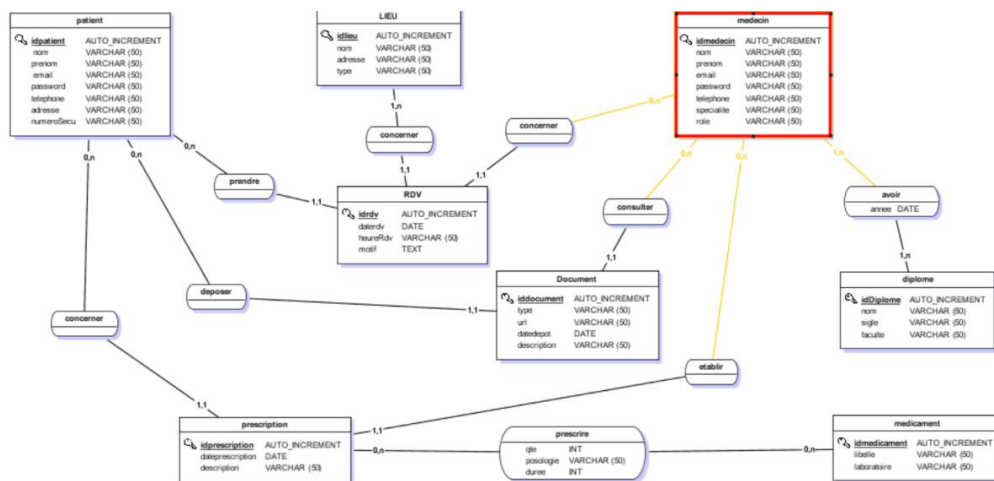 patient
idpatient AUTO_INCREMENT
nom VARCHAR (50)
prenom VARCHAR (50)
email VARCHAR (50)
password VARCHAR (50)
telephone VARCHAR (50)
adresse VARCHAR (50)
numeroSecu VARCHAR (50)
LIEU
idlieu AUTO_INCREMENT
nom VARCHAR (50)
adresse VARCHAR (50)
type VARCHAR (50)
medecin
idmedecin AUTO_INCREMENT
nom VARCHAR (50)
prenom VARCHAR (50)
email VARCHAR (50)
password VARCHAR (50)
telephone VARCHAR (50)
specialite VARCHAR (50)
role VARCHAR (50)
1,n
concerner
1,1
0,n
concerner
1,1
0,n
prendre
1,1
0,n
deposer
1,1
0,n
concerner
1,1
RDV
idrdv AUTO_INCREMENT
daterdv DATE
heureRdv VARCHAR (50)
motif TEXT
0,n
consulter
1,1
0,n
etablir
1,1
1,n
avoir
annee DATE
1,n
Document
iddocument AUTO_INCREMENT
type VARCHAR (50)
url VARCHAR (50)
datedepot DATE
description VARCHAR (50)
diplome
idDiplome AUTO_INCREMENT
nom VARCHAR (50)
sigle VARCHAR (50)
faculte VARCHAR (50)
prescription
idprescription AUTO_INCREMENT
dateprescription DATE
description VARCHAR (50)
0,n
prescrire
qte INT
posologie VARCHAR (50)
duree INT
0,n
medicament
idmedicament AUTO_INCREMENT
libelle VARCHAR (50)
laboratoire VARCHAR (50)